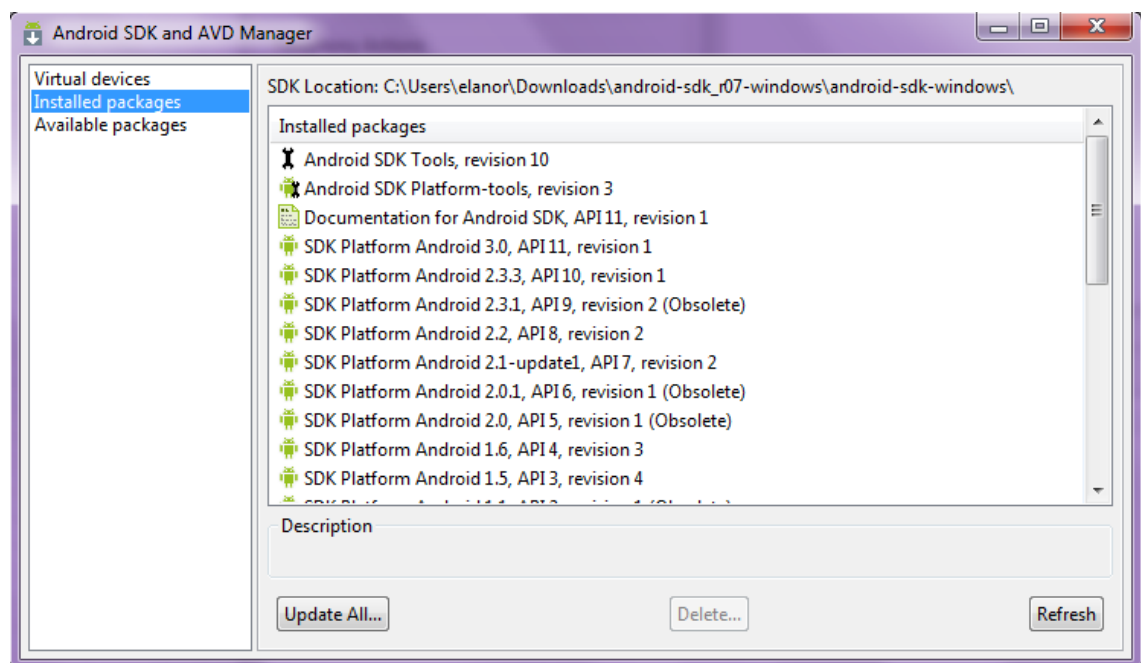 Android SDK and AVD Manager
Virtual devices
Installed packages
Available packages
SDK Location: C:\Users\elanor\Downloads\android-sdk_r07-windows\android-sdk-windows\
Installed packages
Android SDK Tools, revision 10
Android SDK Platform-tools, revision 3
Documentation for Android SDK, API 11, revision 1
SDK Platform Android 3.0, API 11, revision 1
SDK Platform Android 2.3.3, API 10, revision 1
SDK Platform Android 2.3.1, API 9, revision 2 (Obsolete)
SDK Platform Android 2.2, API 8, revision 2
SDK Platform Android 2.1-update1, API 7, revision 2
SDK Platform Android 2.0.1, API 6, revision 1 (Obsolete)
SDK Platform Android 2.0, API 5, revision 1 (Obsolete)
SDK Platform Android 1.6, API 4, revision 3
SDK Platform Android 1.5, API 3, revision 4
Description
Update All...
Delete...
Refresh